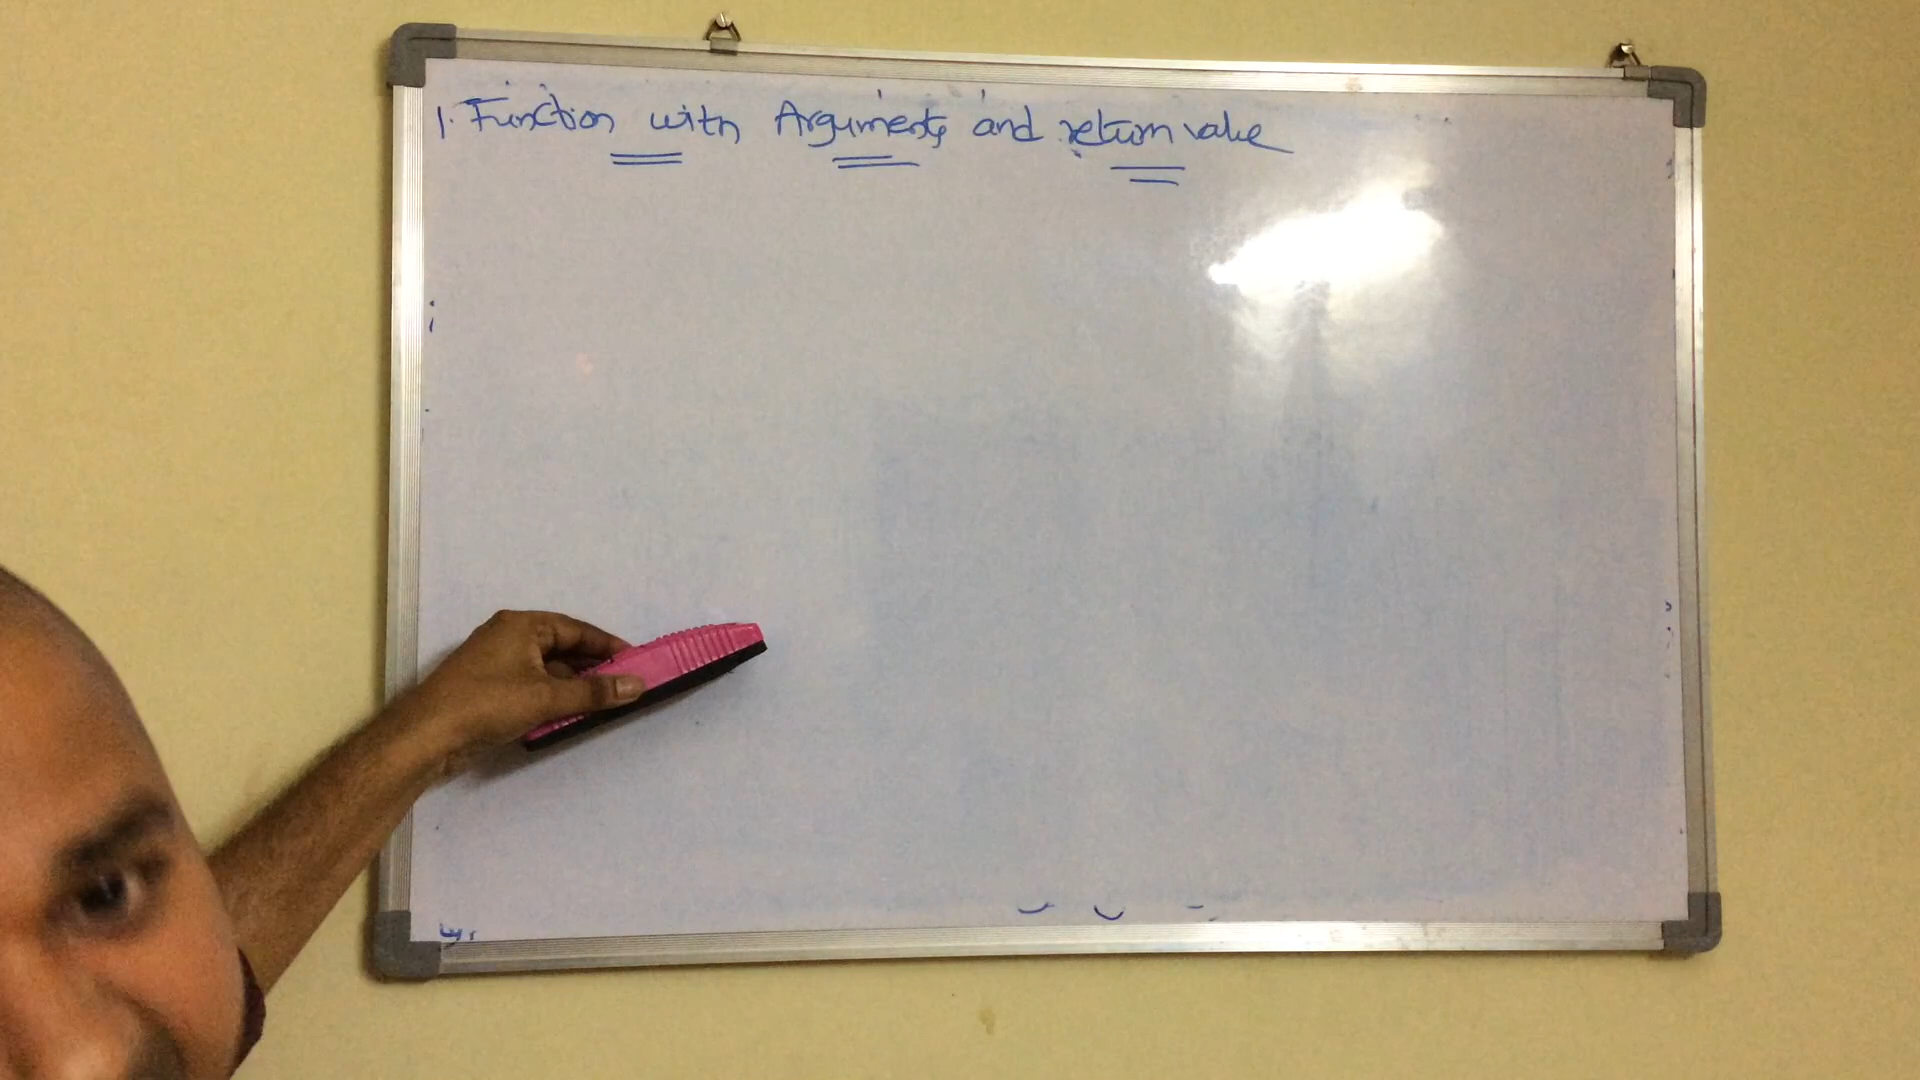 1. Function with Arguments and return value